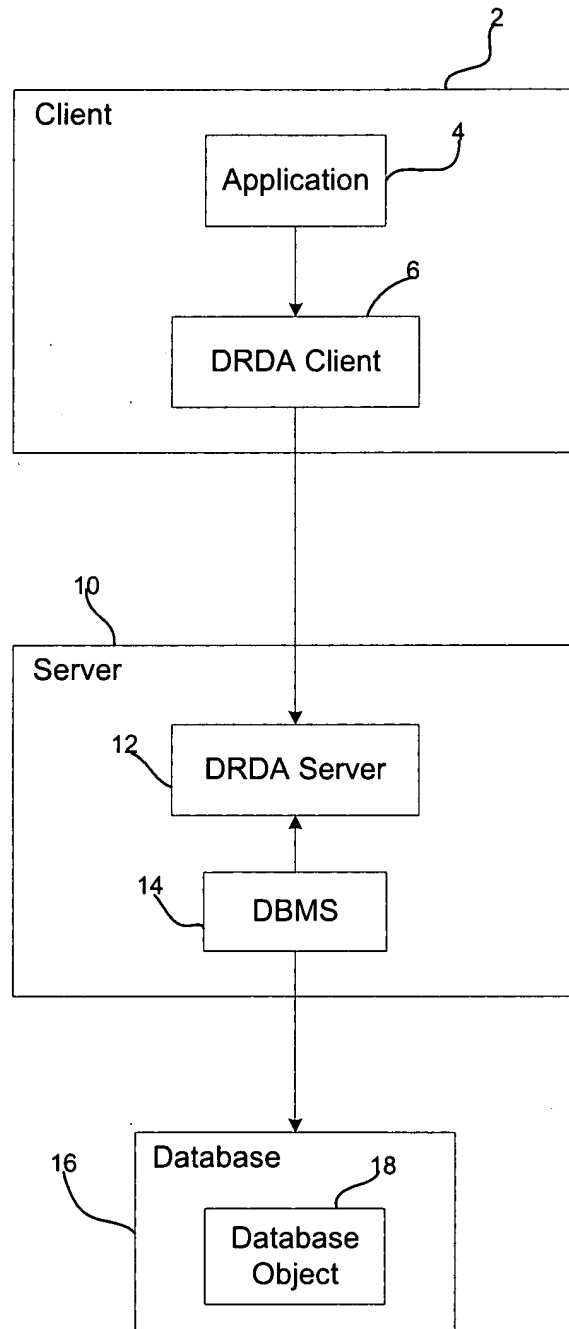 2
Client
4
Application
6
DRDA Client
10
Server
12
DRDA Server
14
DBMS
16
Database
18
Database
Object